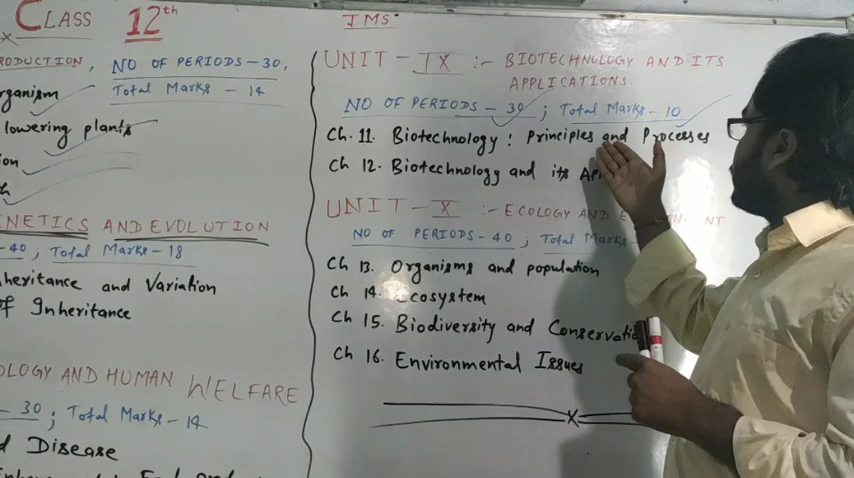 CLASS 12th
RODUCTION, NO OF PERIODS - 30,
Total Marks - 14
rganism
lowering plants
ion
h
NETICS AND EVOLUTION
-40 ; Total Marks - 18
nheritance and Variation
of Inheritance
OLOGY AND HUMAN WELFARE
- 30 ; Total Marks - 14
d Disease
JMS
UNIT - IX :- BIOTECHNOLOGY AND ITS
APPLICATIONS.
NO OF PERIODS - 30 ; Total Marks - 10
Ch. 11. Biotechnology : Principles and Processes
Ch 12. Biotechnology and its
UNIT - X :- ECOLOGY AND
NO OF PERIODS - 40 ; Total Marks
Ch 13. Organisms and population
Ch 14. Ecosystem
Ch 15. Biodiversity and Conservatio
Ch 16. Environmental Issues